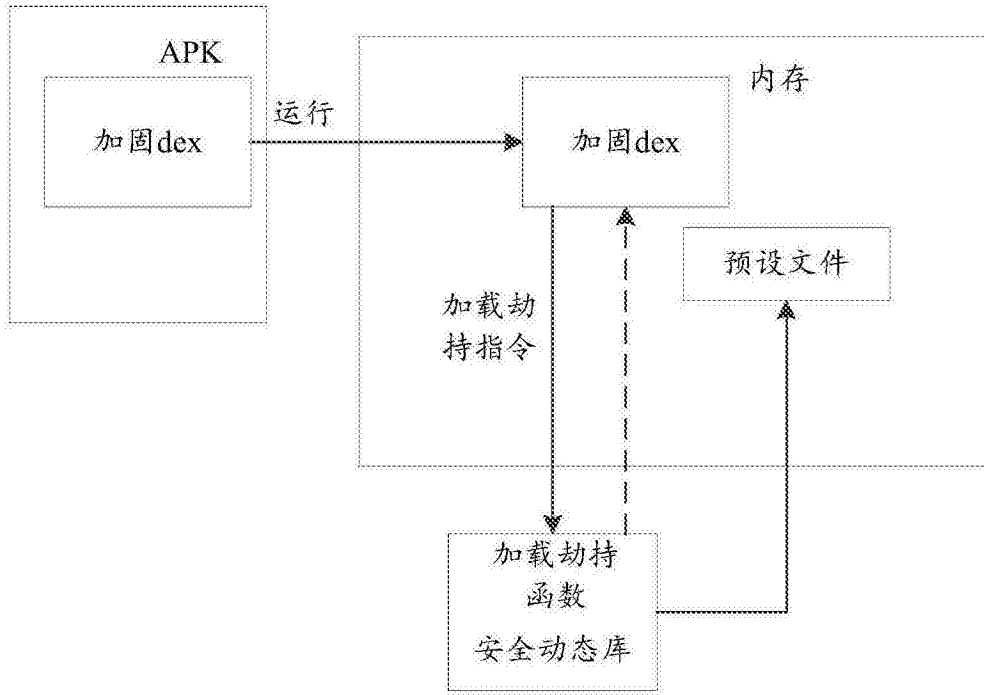 APK
加固dex
运行
内存
加固dex
预设文件
加载劫
持指令
加载劫持
函数
安全动态库